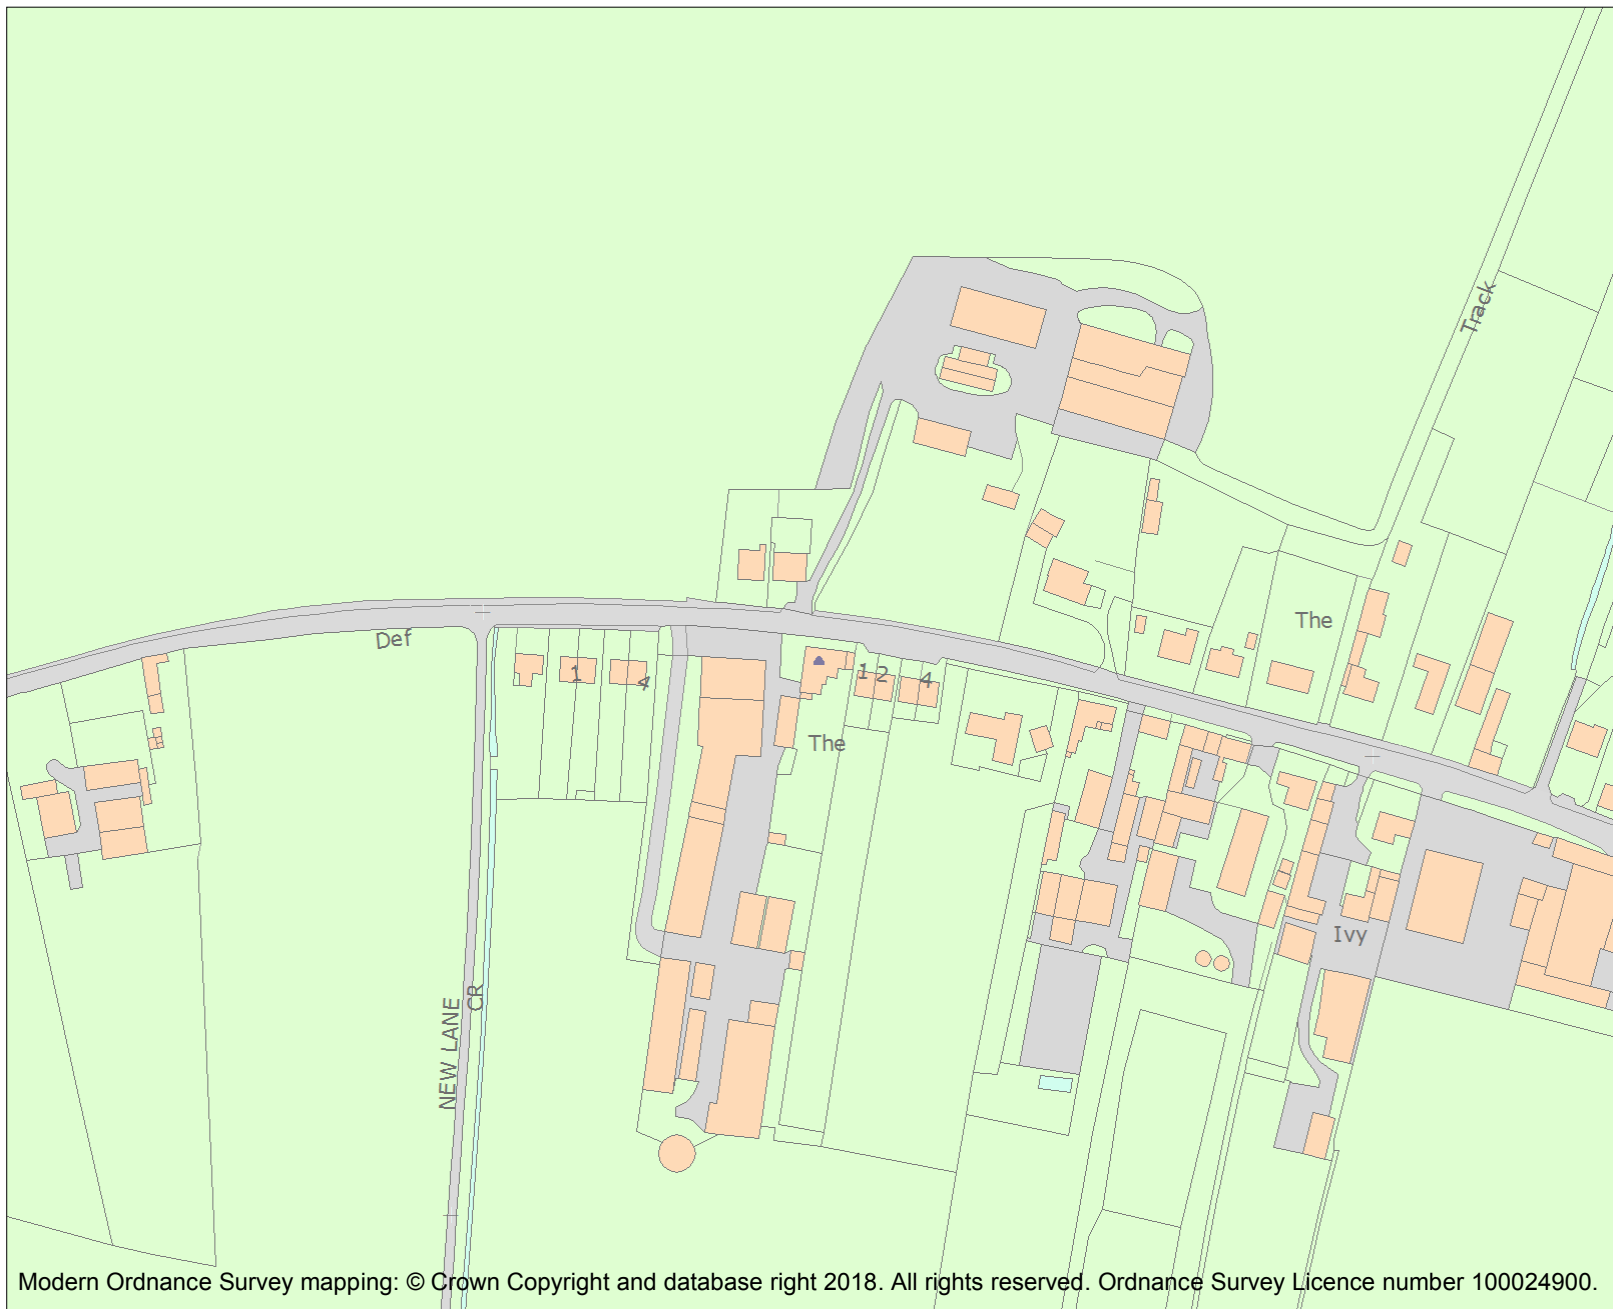 Track
The
Def
1
4
1 2
4
The
Ivy
NEW LANE
CR
Modern Ordnance Survey mapping: © Crown Copyright and database right 2018. All rights reserved. Ordnance Survey Licence number 100024900.